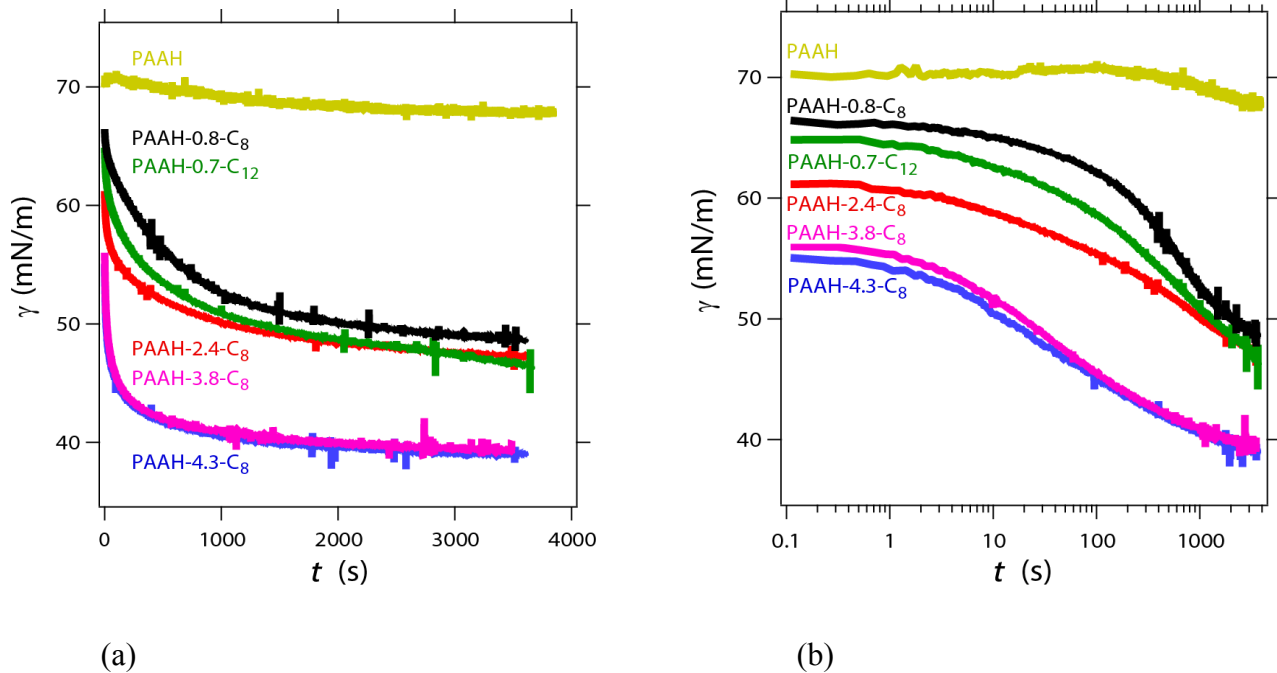 PAAH
PAAH-0.8-C8
PAAH-0.7-C12
PAAH-2.4-C8
PAAH-3.8-C8
PAAH-4.3-C8
70
60
50
40
γ (mN/m)
0 1000 2000 3000 4000
t (s)
(a)
PAAH
PAAH-0.8-C8
PAAH-0.7-C12
PAAH-2.4-C8
PAAH-3.8-C8
PAAH-4.3-C8
70
60
50
40
γ (mN/m)
0.1 1 10 100 1000
t (s)
(b)